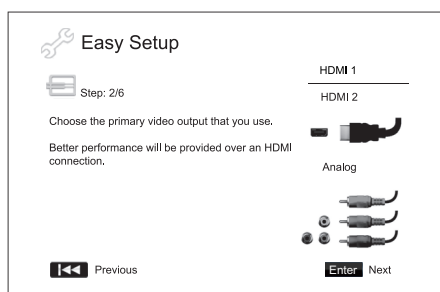 Easy Setup
Step: 2/6
Choose the primary video output that you use.
Better performance will be provided over an HDMI
connection.
HDMI 1
HDMI 2
Analog
Previous
Enter Next